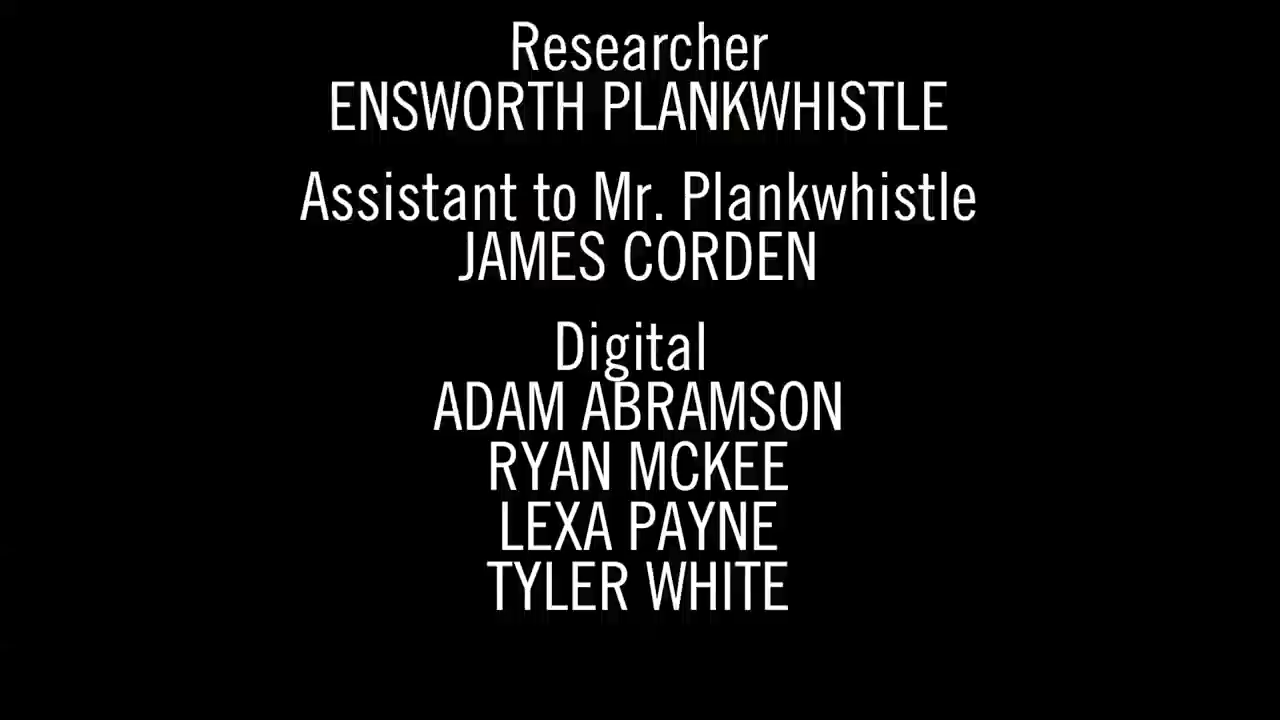 Researcher
ENSWORTH PLANKWHISTLE
Assistant to Mr. Plankwhistle
JAMES CORDEN
Digital
ADAM ABRAMSON
RYAN MCKEE
LEXA PAYNE
TYLER WHITE